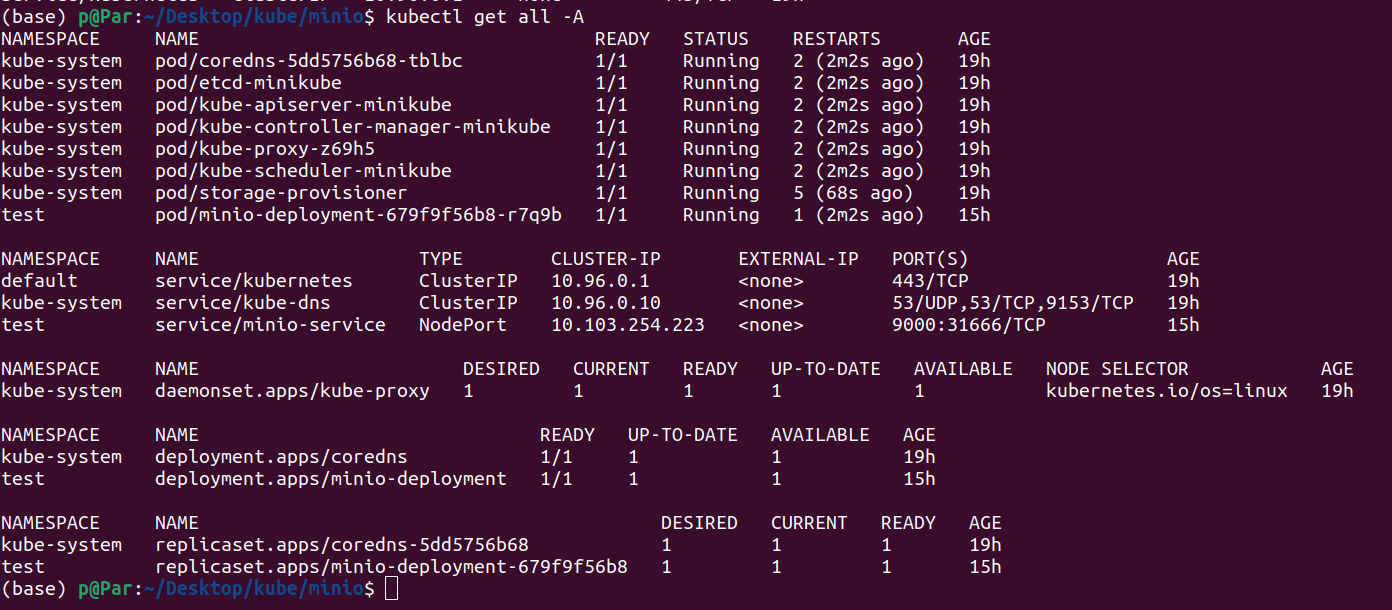 (base) p@Par:~/Desktop/kube/minio$ kubectl get all -A
NAMESPACE     NAME                                    READY   STATUS    RESTARTS      AGE
kube-system   pod/coredns-5dd5756b68-tblbc            1/1     Running   2 (2m2s ago)   19h
kube-system   pod/etcd-minikube                       1/1     Running   2 (2m2s ago)   19h
kube-system   pod/kube-apiserver-minikube             1/1     Running   2 (2m2s ago)   19h
kube-system   pod/kube-controller-manager-minikube    1/1     Running   2 (2m2s ago)   19h
kube-system   pod/kube-proxy-z69h5                    1/1     Running   2 (2m2s ago)   19h
kube-system   pod/kube-scheduler-minikube             1/1     Running   2 (2m2s ago)   19h
kube-system   pod/storage-provisioner                 1/1     Running   5 (68s ago)    19h
test          pod/minio-deployment-679f9f56b8-r7q9b   1/1     Running   1 (2m2s ago)   15h
NAMESPACE     NAME                    TYPE        CLUSTER-IP       EXTERNAL-IP   PORT(S)                  AGE
default       service/kubernetes      ClusterIP   10.96.0.1        <none>        443/TCP                  19h
kube-system   service/kube-dns        ClusterIP   10.96.0.10       <none>        53/UDP,53/TCP,9153/TCP   19h
test          service/minio-service   NodePort    10.103.254.223   <none>        9000:31666/TCP           15h
NAMESPACE     NAME                        DESIRED   CURRENT   READY   UP-TO-DATE   AVAILABLE   NODE SELECTOR            AGE
kube-system   daemonset.apps/kube-proxy   1         1         1       1            1           kubernetes.io/os=linux   19h
NAMESPACE     NAME                               READY   UP-TO-DATE   AVAILABLE   AGE
kube-system   deployment.apps/coredns            1/1     1            1           19h
test          deployment.apps/minio-deployment   1/1     1            1           15h
NAMESPACE     NAME                                          DESIRED   CURRENT   READY   AGE
kube-system   replicaset.apps/coredns-5dd5756b68            1         1         1       19h
test          replicaset.apps/minio-deployment-679f9f56b8   1         1         1       15h
(base) p@Par:~/Desktop/kube/minio$